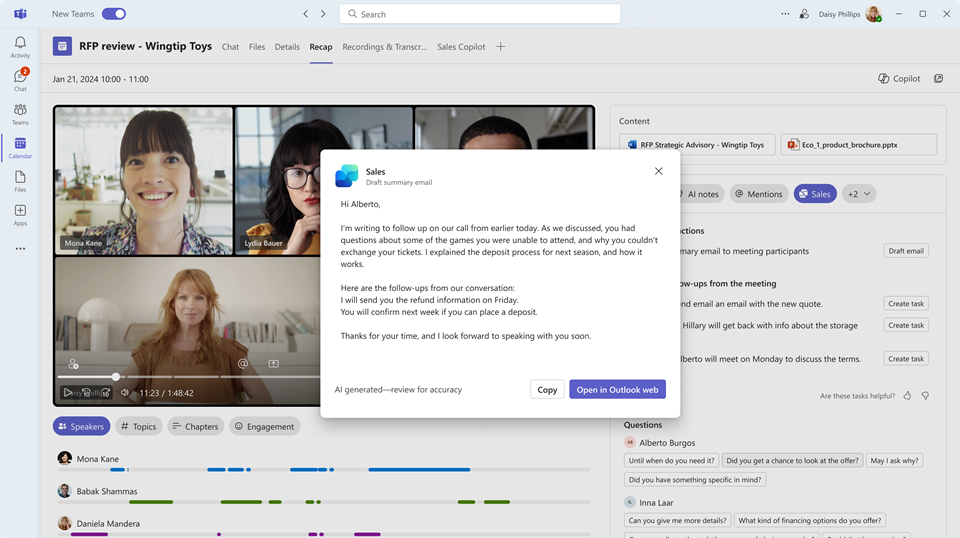 New Teams
Search
Daisy Phillips
Activity
2
Chat
Teams
Calendar
Files
Apps
RFP review - Wingtip Toys
Chat
Files
Details
Recap
Recordings & Transcr...
Sales Copilot
Jan 21, 2024 10:00 - 11:00
Copilot
Mona Kane
Lydia Bauer
11:23 / 1:48:42
Speakers
Topics
Chapters
Engagement
Mona Kane
Babak Shammas
Daniela Mandera
Sales
Draft summary email
Hi Alberto,
I'm writing to follow up on our call from earlier today. As we discussed, you had
questions about some of the games you were unable to attend, and why you couldn't
exchange your tickets. I explained the deposit process for next season, and how it
works.
Here are the follow-ups from our conversation:
I will send you the refund information on Friday.
You will confirm next week if you can place a deposit.
Thanks for your time, and I look forward to speaking with you soon.
AI generated—review for accuracy
Copy
Open in Outlook web
Content
RFP Strategic Advisory - Wingtip Toys
Eco_1_product_brochure.pptx
AI notes
Mentions
Sales
+2
email to meeting participants
Draft email
from the meeting
email with the new quote.
Create task
Hillary will get back with info about the storage
Create task
will meet on Monday to discuss the terms.
Create task
Are these tasks helpful?
Questions
AB
Alberto Burgos
Until when do you need it?
Did you get a chance to look at the offer?
May I ask why?
Did you have something specific in mind?
IL
Inna Laar
Can you give me more details?
What kind of financing options do you offer?